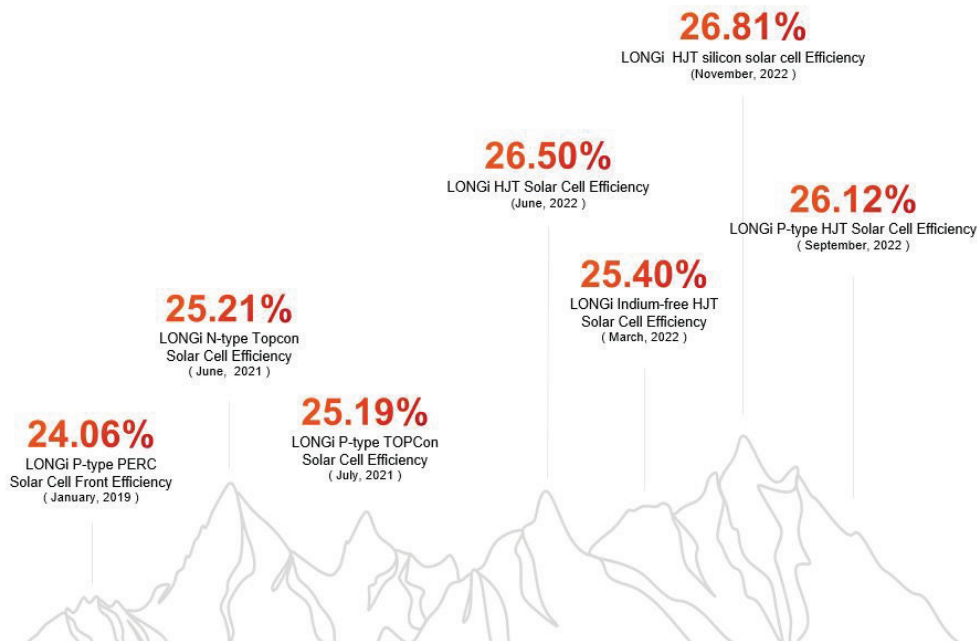 26.81%
LONGi HJT silicon solar cell Efficiency
(November, 2022 )
26.50%
LONGi HJT Solar Cell Efficiency
(June, 2022 )
26.12%
LONGi P-type HJT Solar Cell Efficiency
( September, 2022 )
25.40%
LONGi Indium-free HJT
Solar Cell Efficiency
( March, 2022 )
25.21%
LONGi N-type Topcon
Solar Cell Efficiency
( June, 2021 )
25.19%
LONGi P-type TOPCon
Solar Cell Efficiency
( July, 2021 )
24.06%
LONGi P-type PERC
Solar Cell Front Efficiency
( January, 2019 )